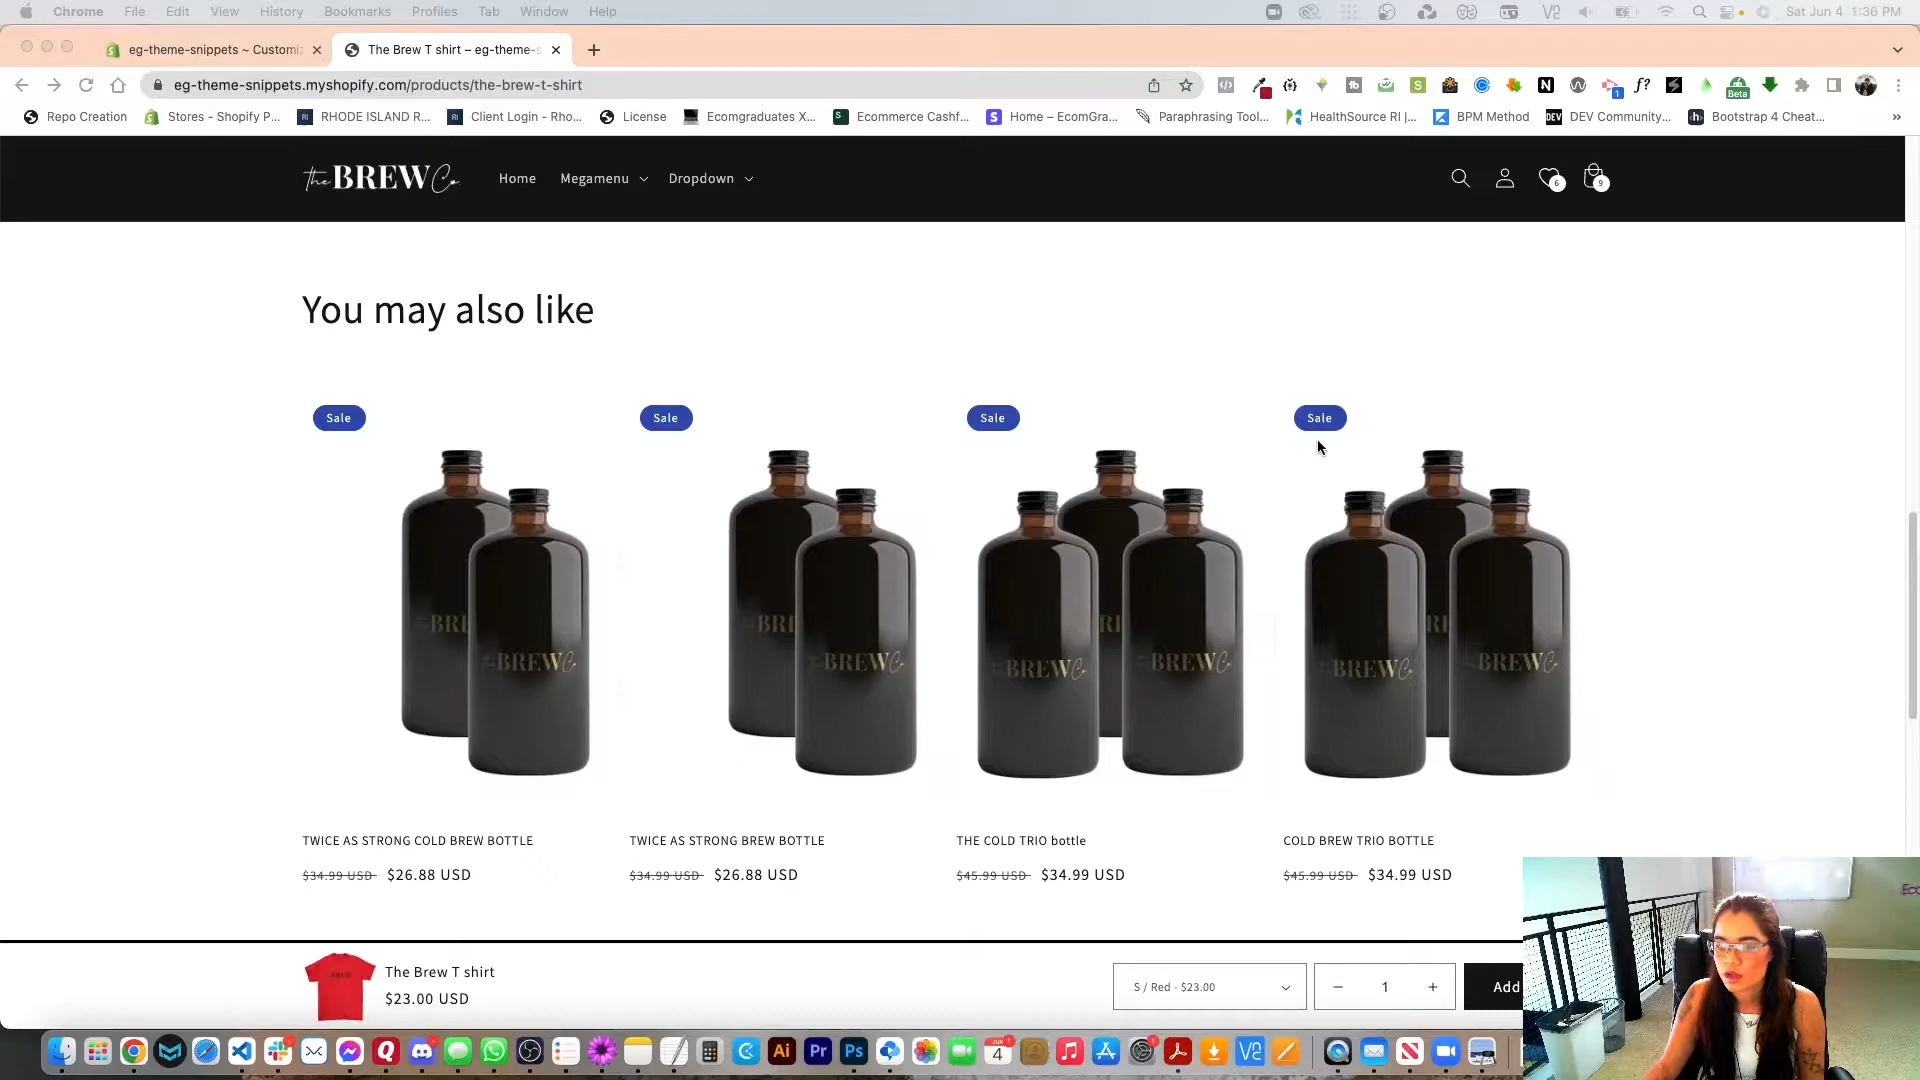 Chrome File Edit View History Bookmarks Profiles Tab Window Help Sat Jun 4 1:36 PM
eg-theme-snippets ~ Customi
The Brew T shirt – eg-theme-s
eg-theme-snippets.myshopify.com/products/the-brew-t-shirt
Beta
Repo Creation
Stores - Shopify P...
RHODE ISLAND R...
Client Login - Rho...
License
Ecomgraduates X...
Ecommerce Cashf...
Home – EcomGra...
Paraphrasing Tool...
HealthSource RI |...
BPM Method
DEV Community...
Bootstrap 4 Cheat...
the BREW Co.
Home
Megamenu
Dropdown
6
9
You may also like
Sale
Sale
Sale
Sale
TWICE AS STRONG COLD BREW BOTTLE
$34.99 USD $26.88 USD
TWICE AS STRONG BREW BOTTLE
$34.99 USD $26.88 USD
THE COLD TRIO bottle
$45.99 USD $34.99 USD
COLD BREW TRIO BOTTLE
$45.99 USD $34.99 USD
The Brew T shirt
$23.00 USD
S / Red - $23.00
1
Add